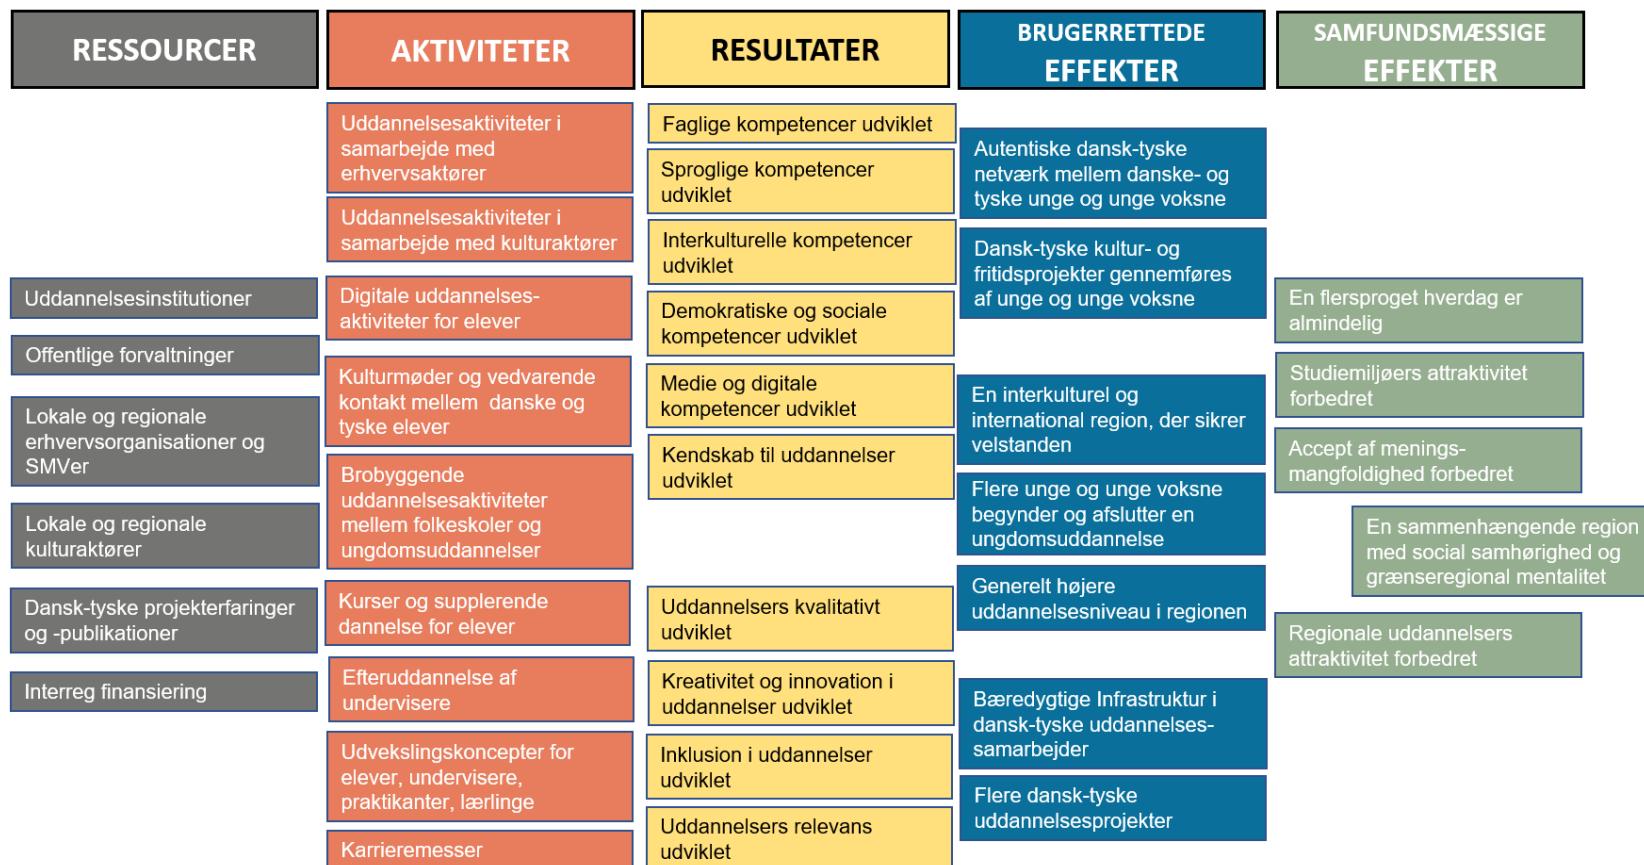 RESSOURCER
Uddannelsesinstitutioner
Offentlige forvaltninger
Lokale og regionale
erhvervsorganisationer og
SMVer
Lokale og regionale
kulturaktører
Dansk-tyske projekterfaringer
og -publikationer
Interreg finansiering
AKTIVITETER
Uddannelsesaktiviteter i
samarbejde med
erhvervsaktører
Uddannelsesaktiviteter i
samarbejde med kulturaktører
Digitale uddannelses-
aktiviteter for elever
Kulturmøder og vedvarende
kontakt mellem danske og
tyske elever
Brobyggende
uddannelsesaktiviteter
mellem folkeskoler og
ungdomsuddannelser
Kurser og supplerende
dannelse for elever
Efteruddannelse af
undervisere
Udvekslingskoncepter for
elever, undervisere,
praktikanter, lærlinge
Karrieremesser
RESULTATER
Faglige kompetencer udviklet
Sproglige kompetencer
udviklet
Interkulturelle kompetencer
udviklet
Demokratiske og sociale
kompetencer udviklet
Medie og digitale
kompetencer udviklet
Kendskab til uddannelser
udviklet
Uddannelsers kvalitativt
udviklet
Kreativitet og innovation i
uddannelser udviklet
Inklusion i uddannelser
udviklet
Uddannelsers relevans
udviklet
BRUGERRETTEDE
EFFEKTER
Autentiske dansk-tyske
netværk mellem danske- og
tyske unge og unge voksne
Dansk-tyske kultur- og
fritidsprojekter gennemføres
af unge og unge voksne
En interkulturel og
international region, der sikrer
velstanden
Flere unge og unge voksne
begynder og afslutter en
ungdomsuddannelse
Generelt højere
uddannelsesniveau i regionen
Bæredygtige Infrastruktur i
dansk-tyske uddannelses-
samarbejder
Flere dansk-tyske
uddannelsesprojekter
SAMFUNDSMÆSSIGE
EFFEKTER
En flersproget hverdag er
almindelig
Studiemiljøers attraktivitet
forbedret
Accept af menings-
mangfoldighed forbedret
En sammenhængende region
med social samhørighed og
grænseregional mentalitet
Regionale uddannelsers
attraktivitet forbedret